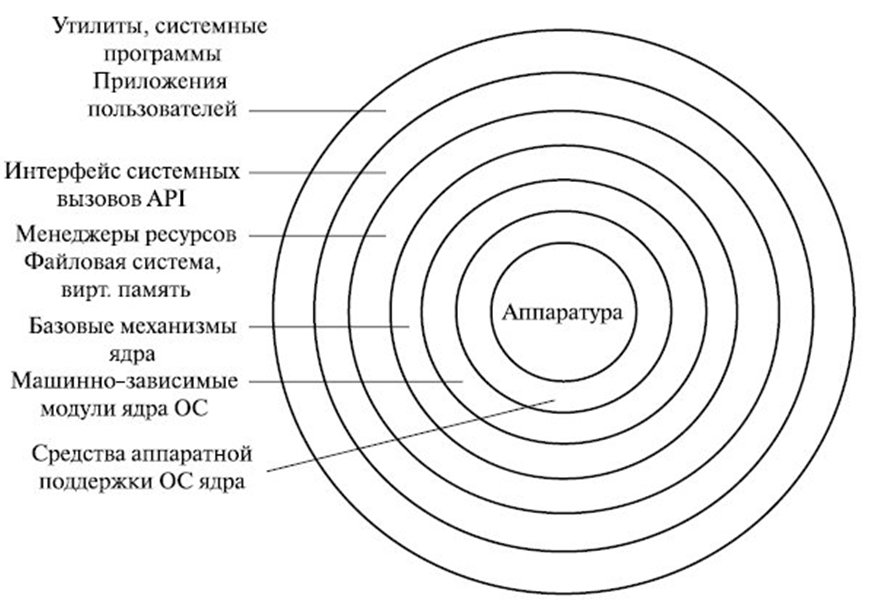 Утилиты, системные
программы
Приложения
пользователей
Интерфейс системных
вызовов API
Менеджеры ресурсов
Файловая система,
вирт. память
Базовые механизмы
ядра
Машинно-зависимые
модули ядра ОС
Средства аппаратной
поддержки ОС ядра
Аппаратура